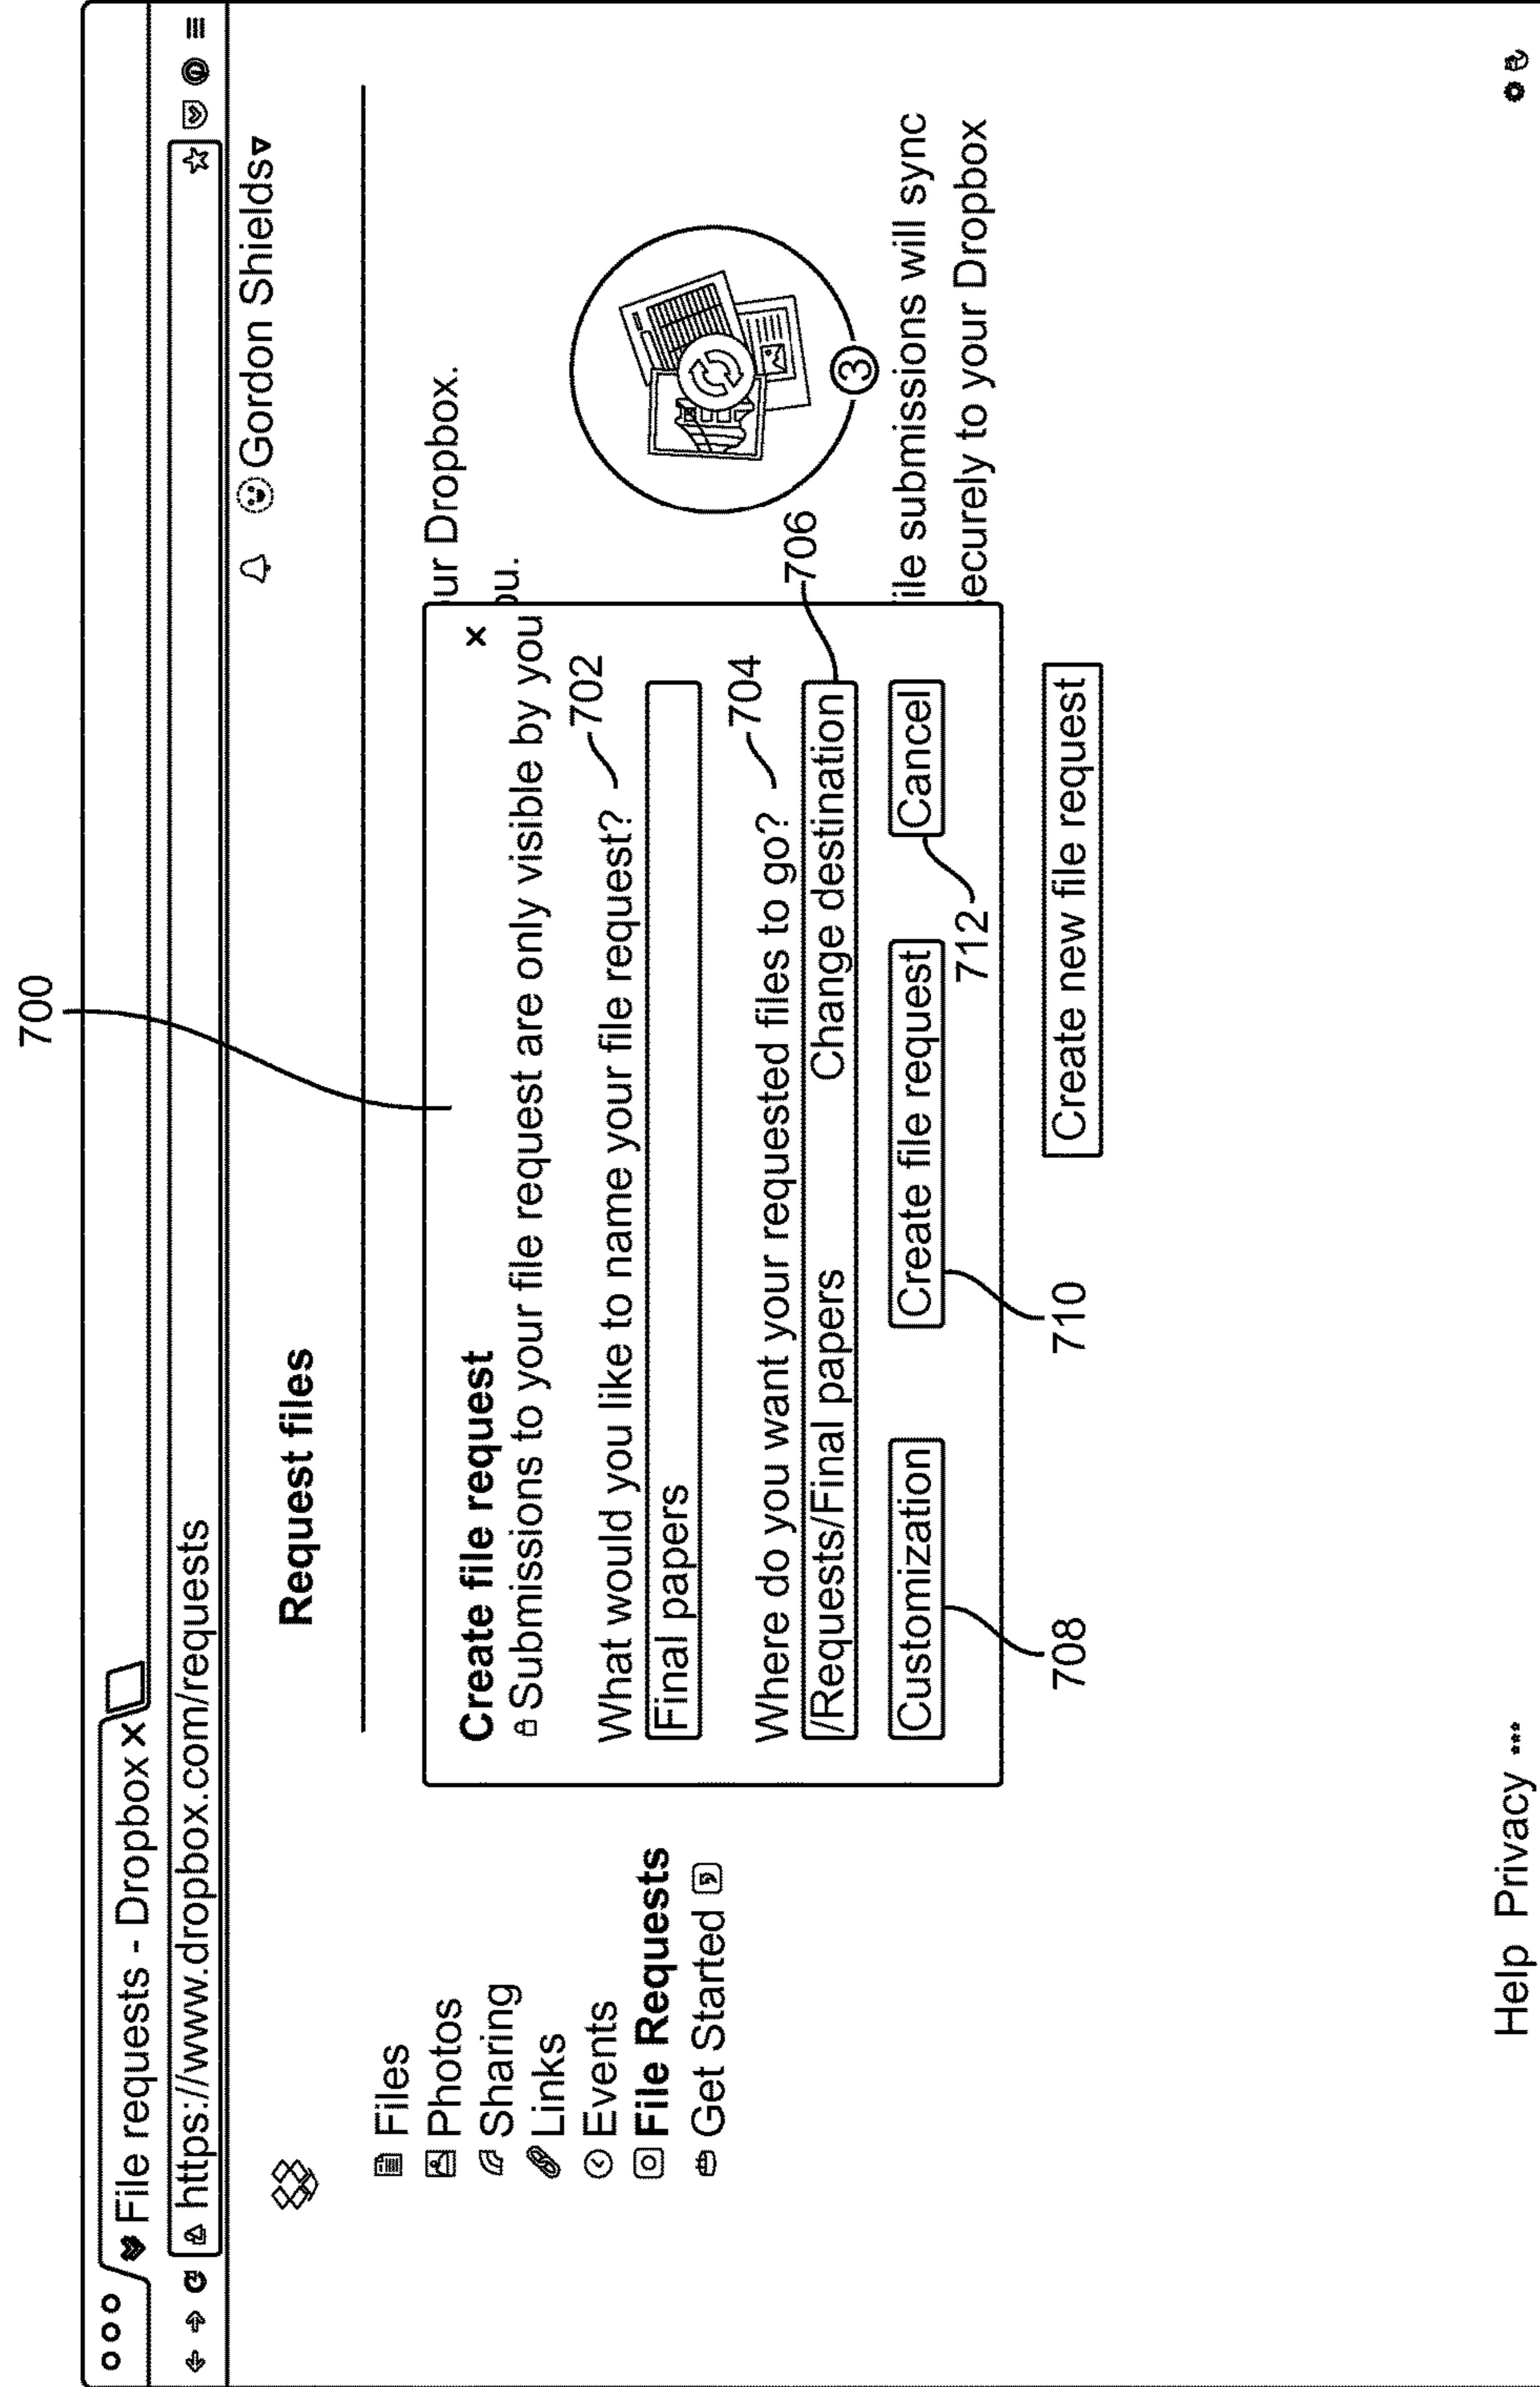 700
File requests - Dropbox X
https://www.dropbox.com/requests
Gordon Shields
Request files
Files
Photos
Sharing
Links
Events
File Requests
Get Started
ur Dropbox.
ou.
Create file request x
Submissions to your file request are only visible by you
What would you like to name your file request? 702
Final papers
Where do you want your requested files to go? 704
/Requests/Final papers Change destination 706
Customization Create file request Cancel
708 710 712
3
ile submissions will sync
ecurely to your Dropbox
Create new file request
Help Privacy ...